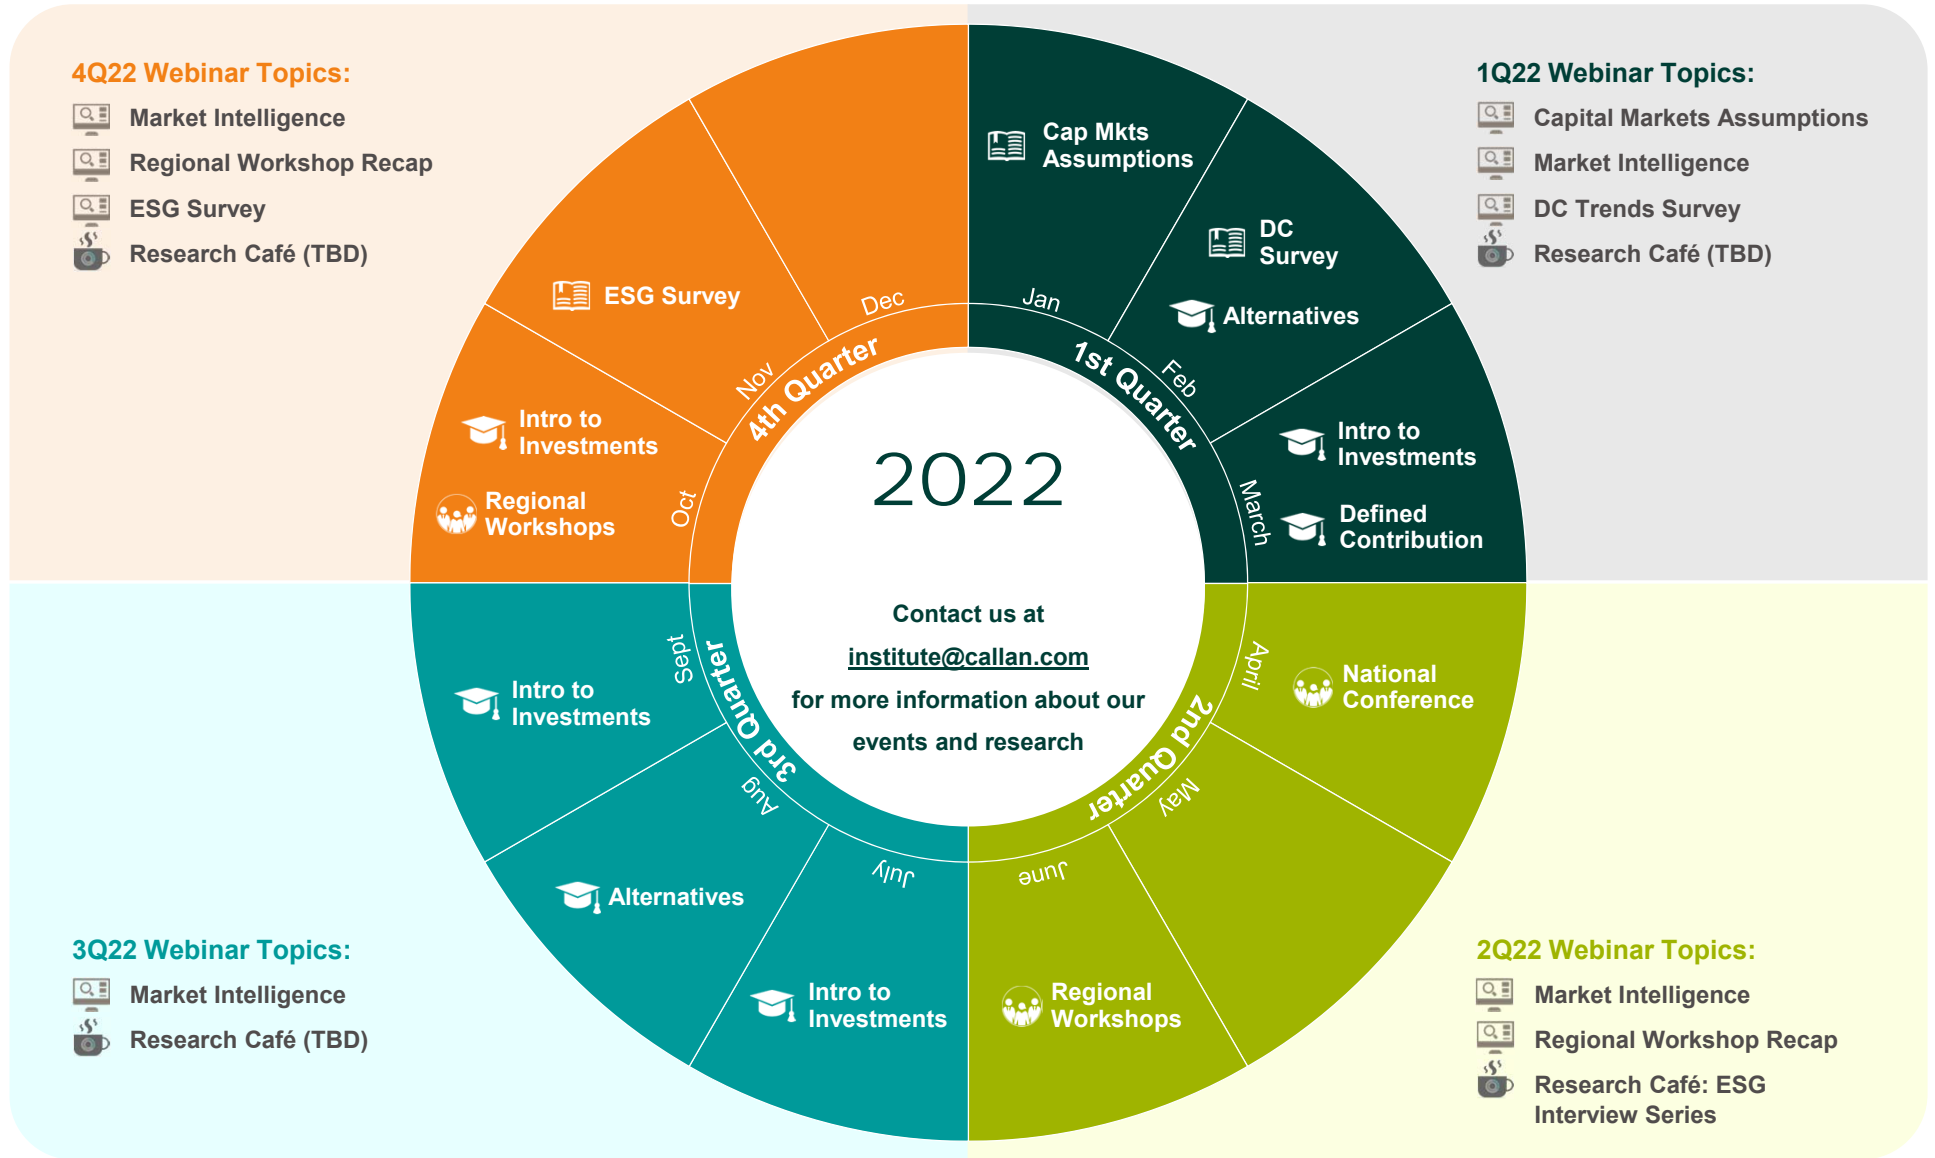 4Q22 Webinar Topics:
Market Intelligence
Regional Workshop Recap
ESG Survey
Research Café (TBD)
1Q22 Webinar Topics:
Capital Markets Assumptions
Market Intelligence
DC Trends Survey
Research Café (TBD)
Cap Mkts
Assumptions
Jan
DC
Survey
Alternatives
Feb
Intro to
Investments
Defined
Contribution
March
1st Quarter
National
Conference
April
May
Regional
Workshops
June
2nd Quarter
Intro to
Investments
July
Alternatives
Aug
Intro to
Investments
Sept
3rd Quarter
Intro to
Investments
Regional
Workshops
Oct
ESG Survey
Nov
Dec
4th Quarter
2022
Contact us at
institute@callan.com
for more information about our
events and research
3Q22 Webinar Topics:
Market Intelligence
Research Café (TBD)
2Q22 Webinar Topics:
Market Intelligence
Regional Workshop Recap
Research Café: ESG
Interview Series